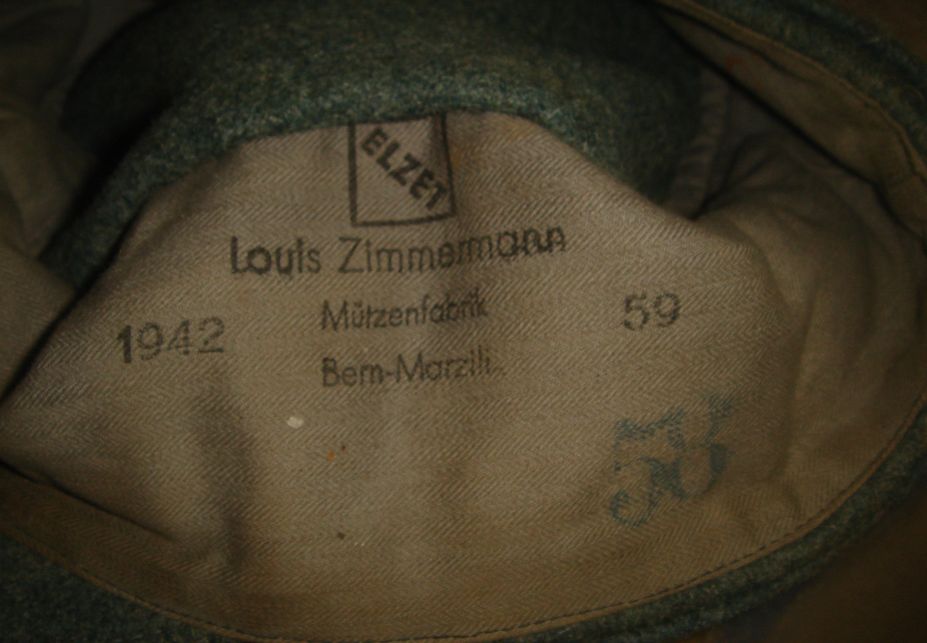 ELZET
Louis Zimmermann
1942 Mützenfabrik 59
Bern-Marzili